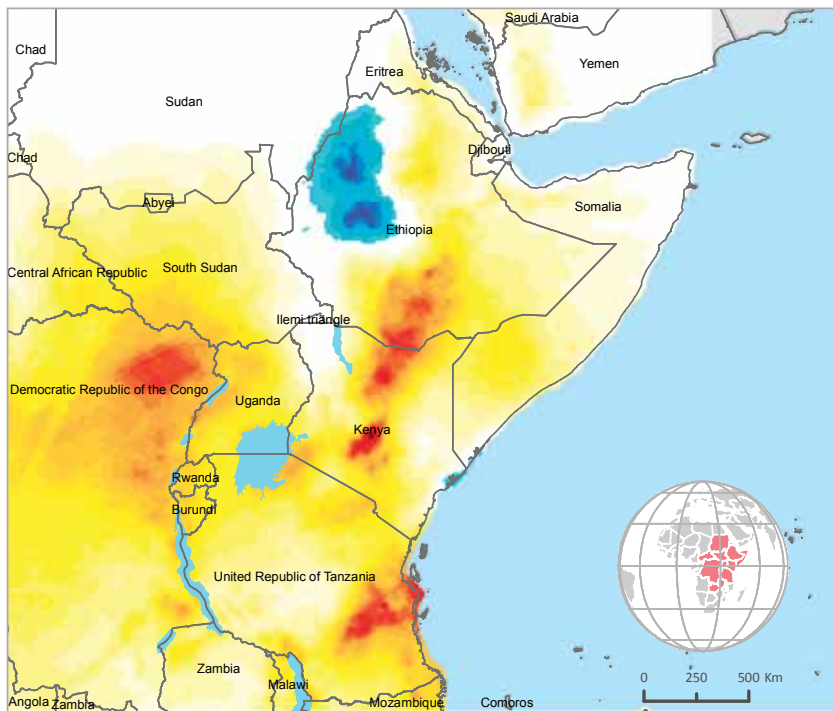 Saudi Arabia
Chad
Yemen
Eritrea
Sudan
Djibouti
Chad
Abyei
Somalia
Ethiopia
South Sudan
Central African Republic
Ilemi triangle
Democratic Republic of the Congo
Uganda
Kenya
Rwanda
Burundi
United Republic of Tanzania
Zambia
Malawi
0 250 500 Km
Angola Zambia Mozambique Comoros